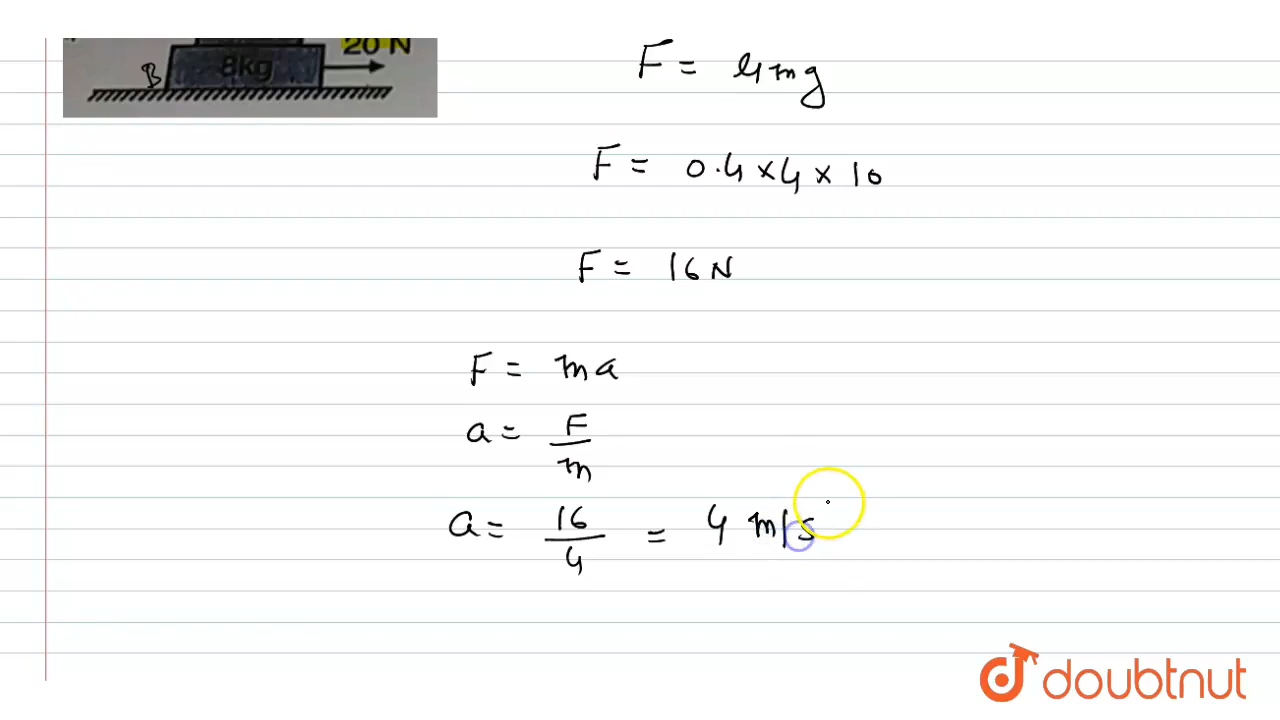 20 N
B 8kg
F = μmg
F = 0.4 × 4 × 10
F = 16 N
F = ma
a = F/m
a = 16/4 = 4 m/s
doubtnut